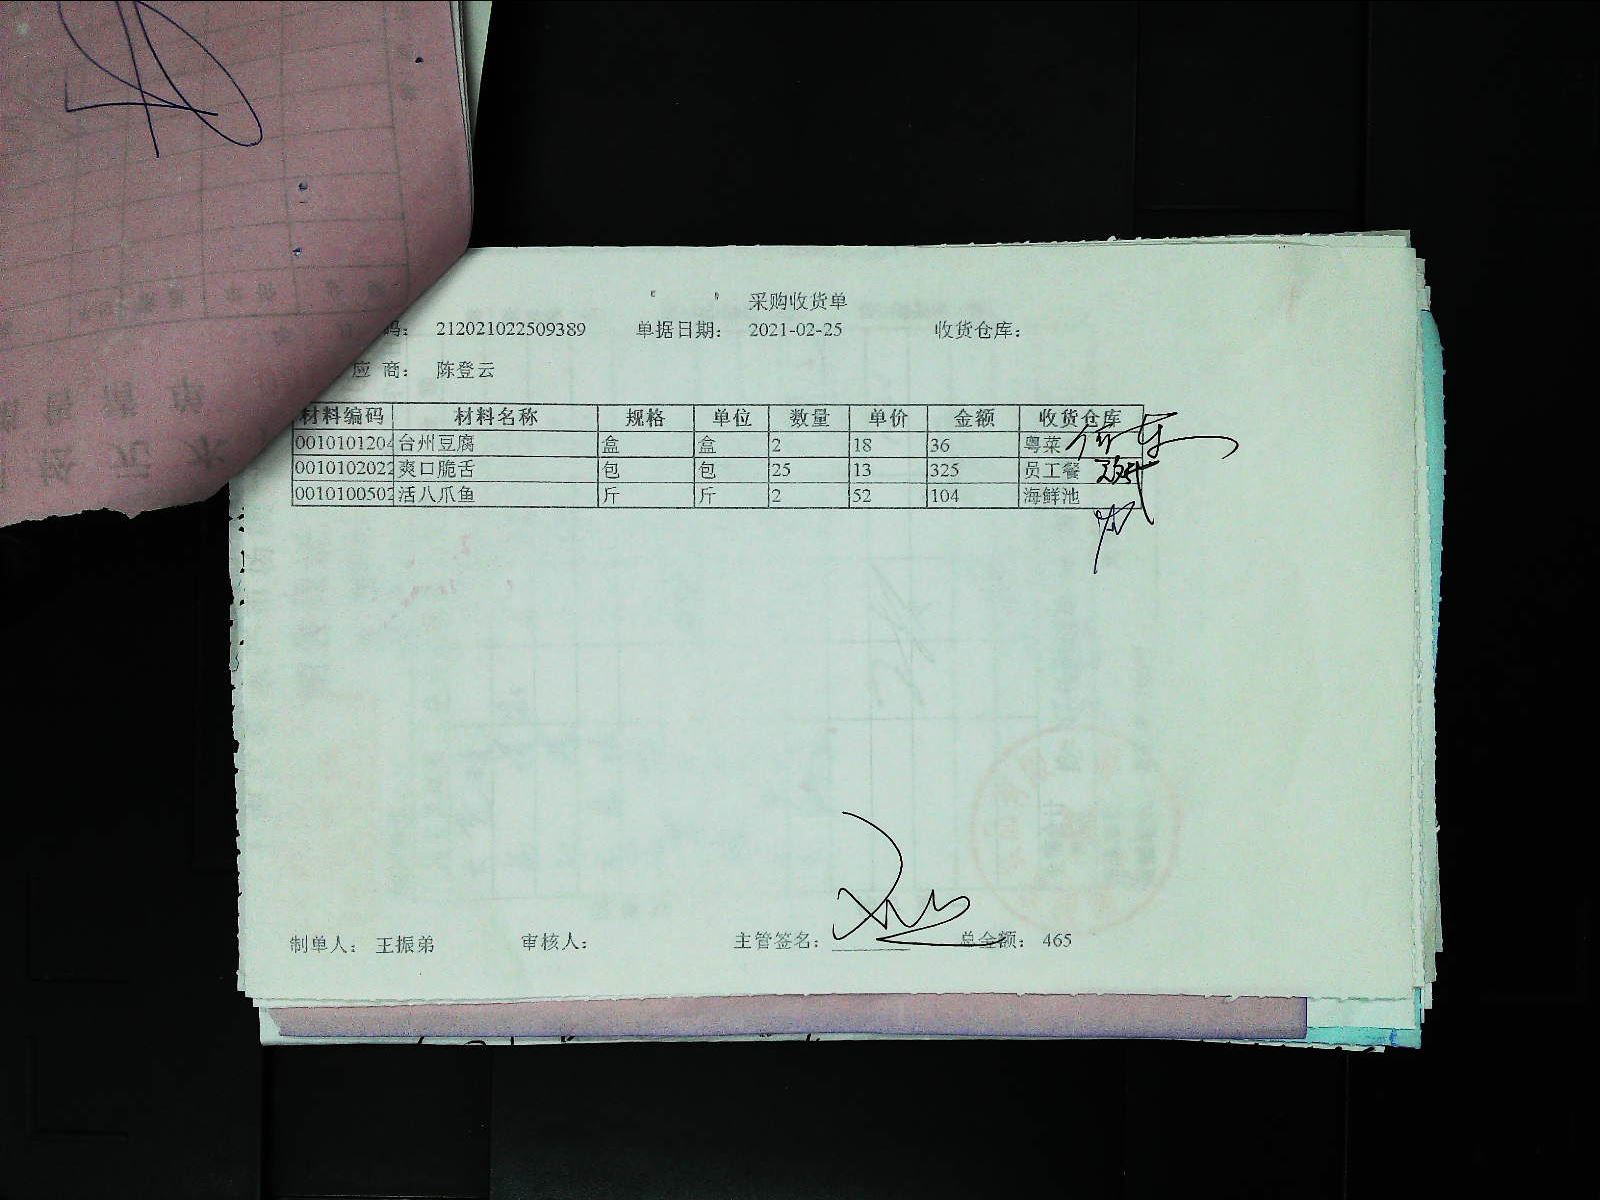 采购收货单
码： 212021022509389 单据日期： 2021-02-25 收货仓库：
应 商： 陈登云
材料编码 材料名称 规格 单位 数量 单价 金额 收货仓库
0010101204 台州豆腐 盒 盒 2 18 36 粤菜
0010102022 爽口脆舌 包 包 25 13 325 员工餐
0010100502 活八爪鱼 斤 斤 2 52 104 海鲜池
制单人： 王振弟 审核人： 主管签名： 总金额： 465